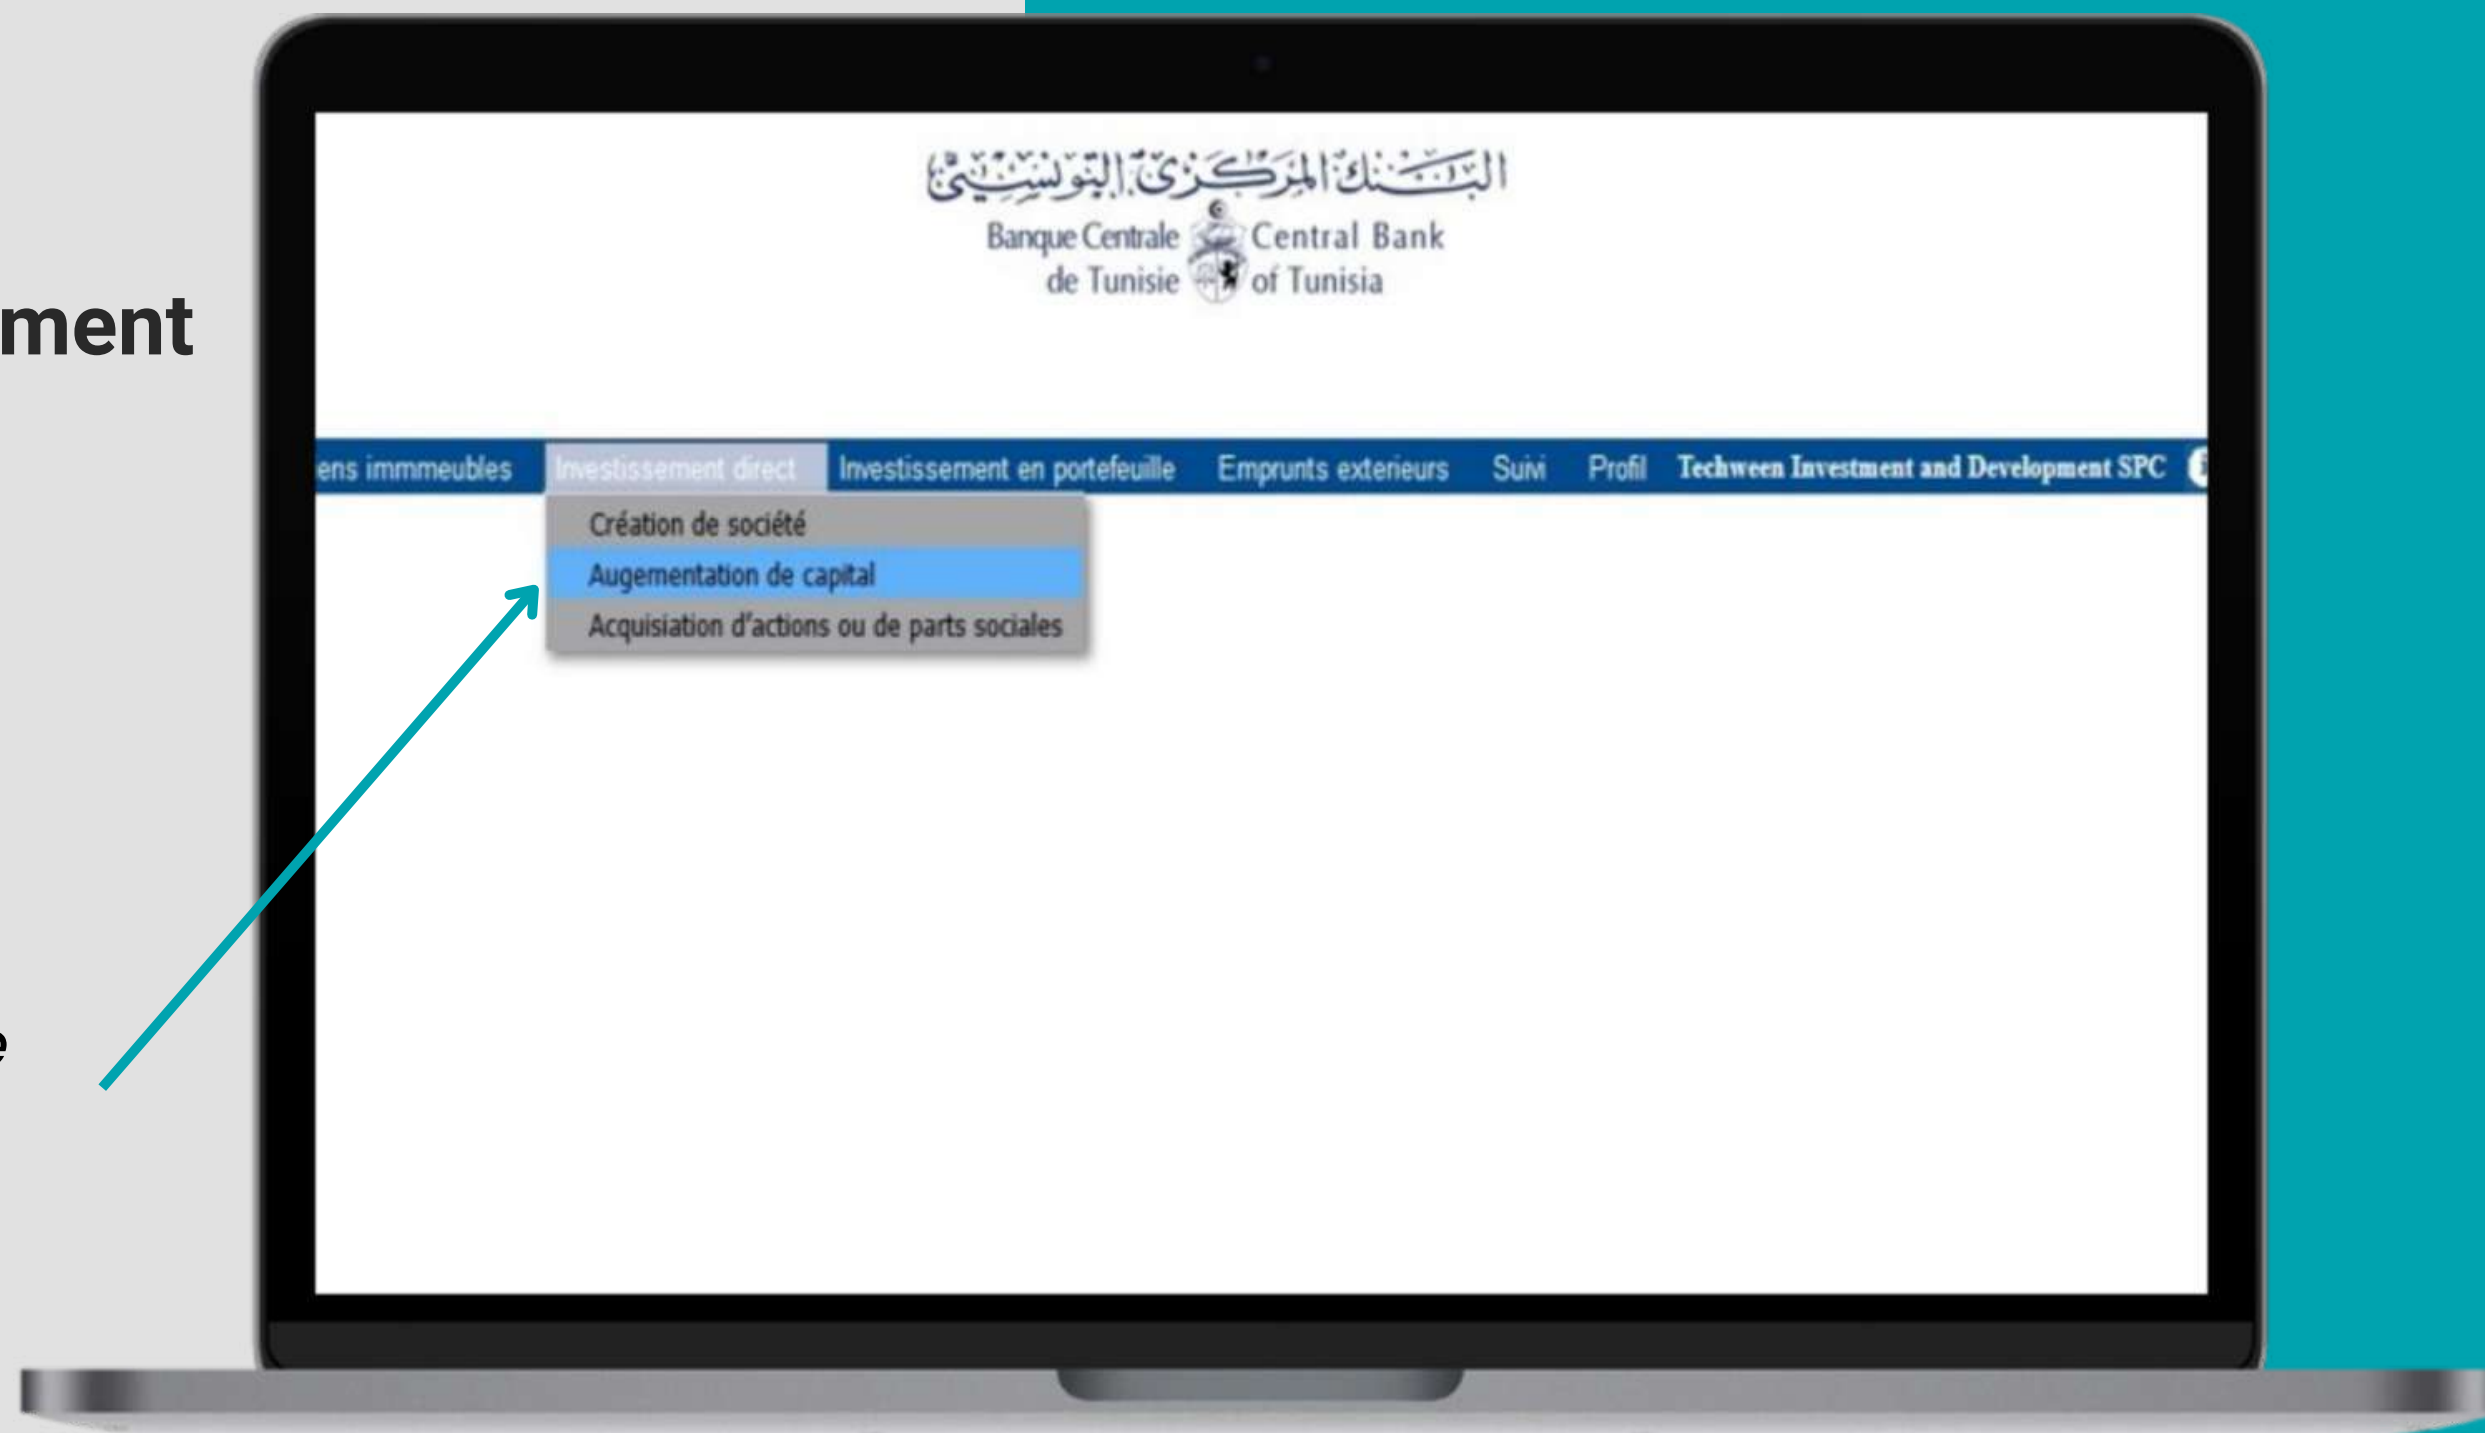 البنك المركزي التونسي
Banque Centrale Central Bank
de Tunisie of Tunisia
ment
ens immmeubles Investissement direct Investissement en portefeuille Emprunts exterieurs Suivi Profil Techween Investment and Development SPC
Création de société
Augementation de capital
Acquisiation d'actions ou de parts sociales
e